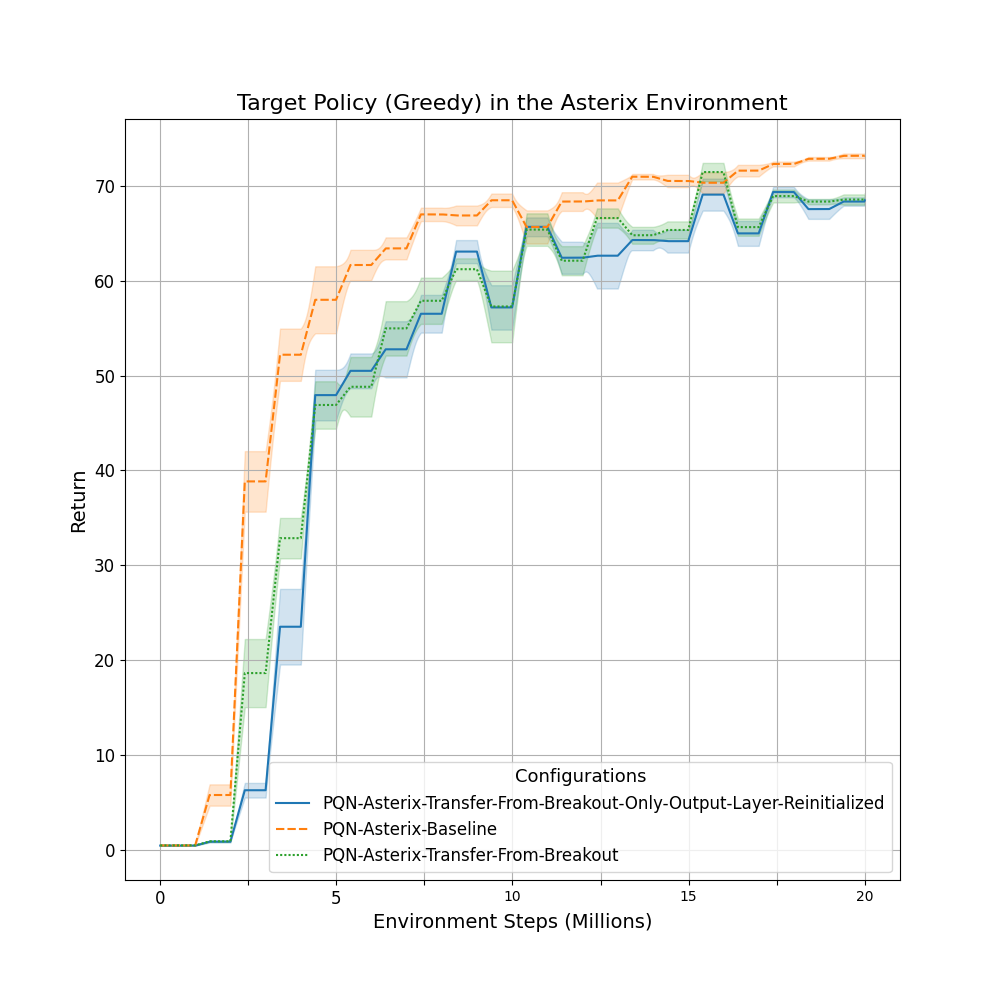 Target Policy (Greedy) in the Asterix Environment
Return
70
60
50
40
30
20
10
0
Configurations
PQN-Asterix-Transfer-From-Breakout-Only-Output-Layer-Reinitialized
PQN-Asterix-Baseline
PQN-Asterix-Transfer-From-Breakout
0 5 10 15 20
Environment Steps (Millions)